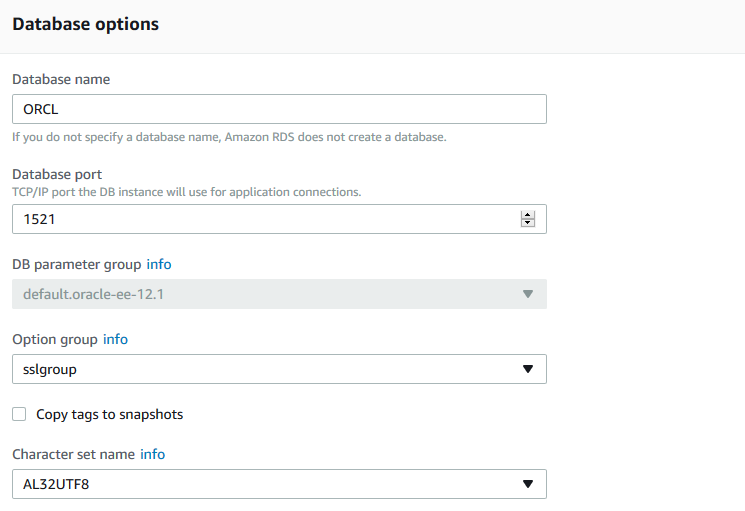 Database options
Database name
ORCL
If you do not specify a database name, Amazon RDS does not create a database.
Database port
TCP/IP port the DB instance will use for application connections.
1521
DB parameter group info
default.oracle-ee-12.1
Option group info
sslgroup
Copy tags to snapshots
Character set name info
AL32UTF8